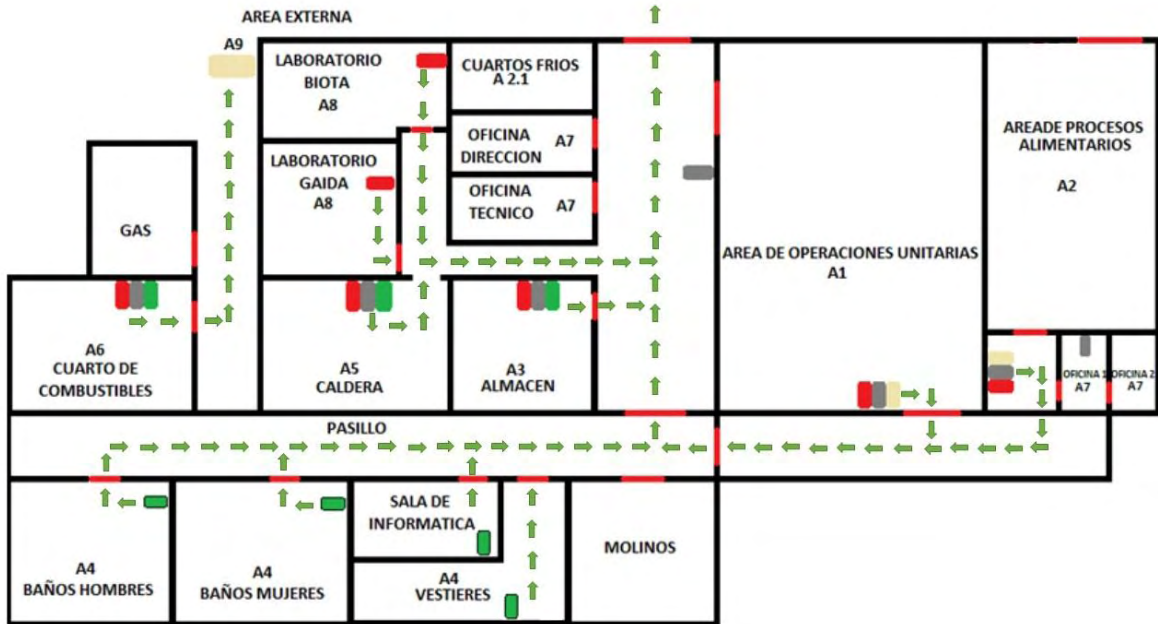 AREA EXTERNA
A9
LABORATORIO
BIOTA
A8
CUARTOS FRIOS
A 2.1
OFICINA
DIRECCION
A7
OFICINA
TECNICO
A7
LABORATORIO
GAIDA
A8
GAS
AREADE PROCESOS
ALIMENTARIOS
A2
AREA DE OPERACIONES UNITARIAS
A1
A6
CUARTO DE
COMBUSTIBLES
A5
CALDERA
A3
ALMACEN
OFICINA 1
A7
OFICINA 2
A7
PASILLO
A4
BAÑOS HOMBRES
A4
BAÑOS MUJERES
SALA DE
INFORMATICA
A4
VESTIERES
MOLINOS